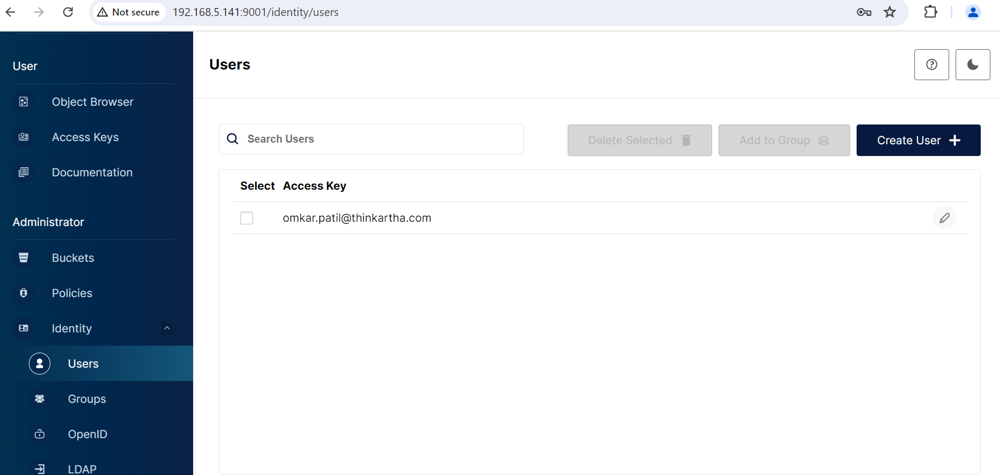 Not secure 192.168.5.141:9001/identity/users
User
Object Browser
Access Keys
Documentation
Administrator
Buckets
Policies
Identity
Users
Groups
OpenID
LDAP
Users
Search Users
Delete Selected
Add to Group
Create User
Select Access Key
omkar.patil@thinkartha.com